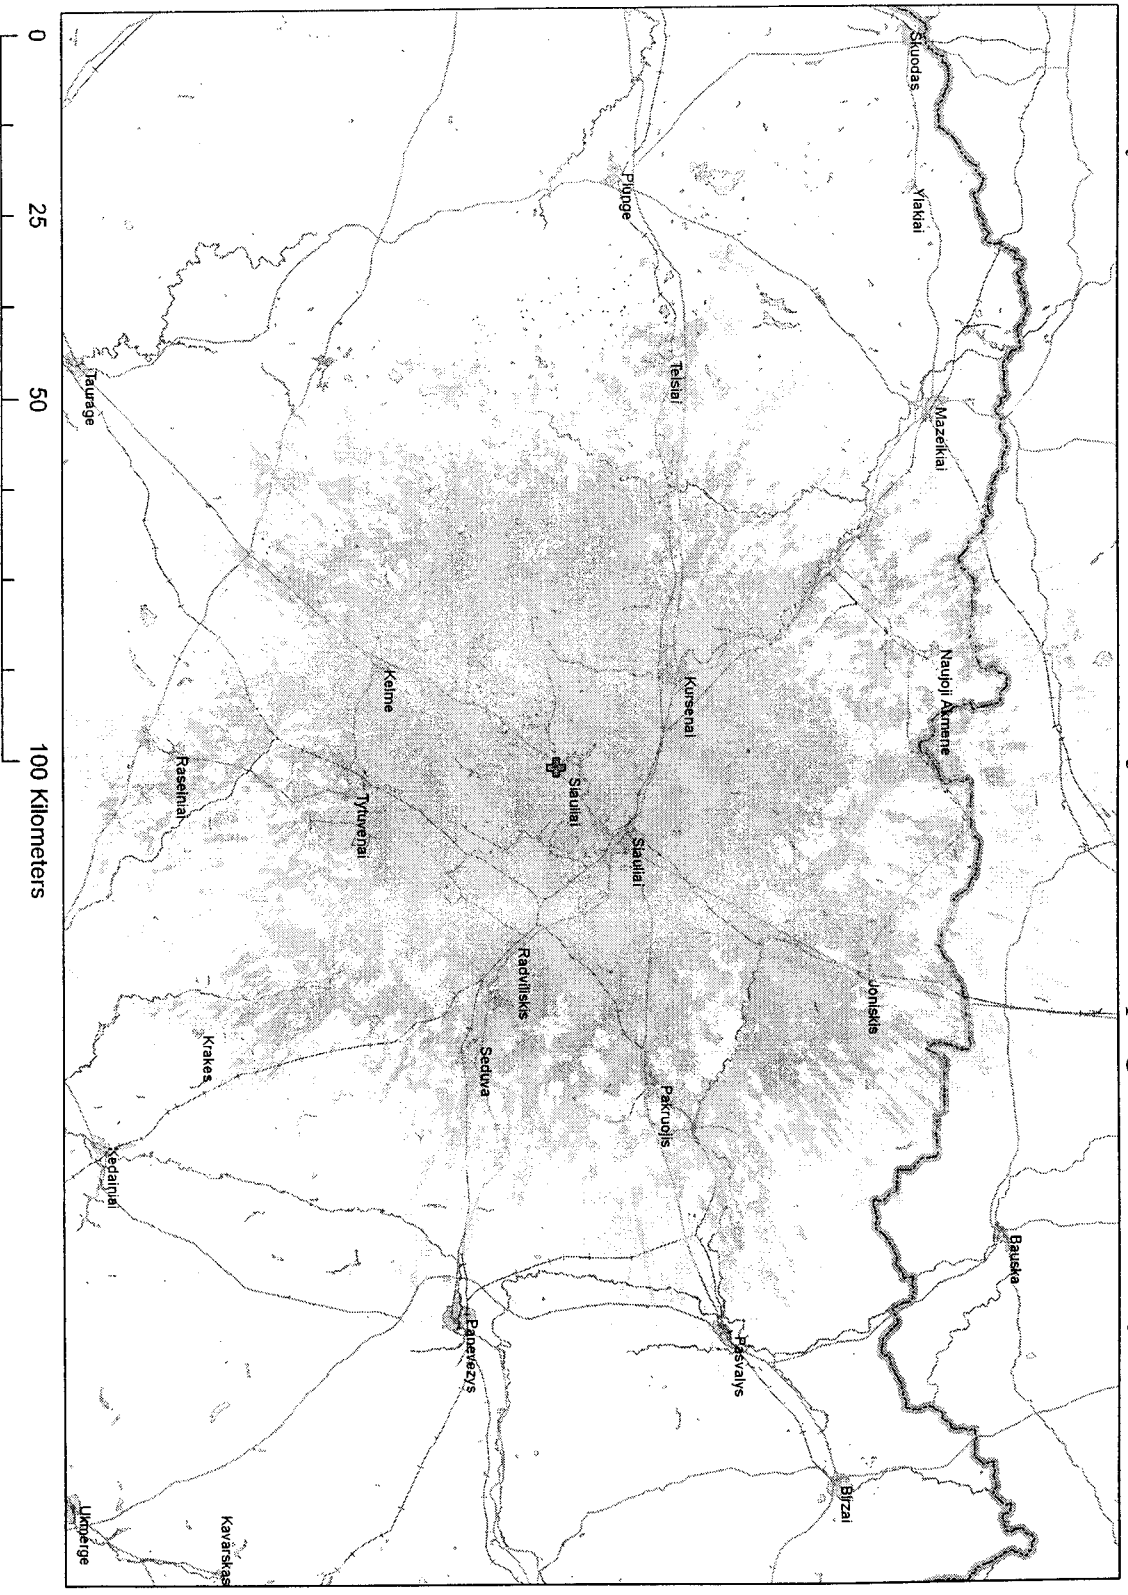 Skuodas
Ylakiai
Mazeikiai
Naujoji Akmene
Joniskis
Bauska
Birzai
Pasvalys
Plunge
Telsiai
Kursenai
Siauliai
Siauliai
Pakruojis
Kelme
Radviliskis
Seduva
Panevezys
Tytuvenai
Taurage
Raseiniai
Krakes
Kedainiai
Kavarskas
Ukmerge
0
25
50
100 Kilometers